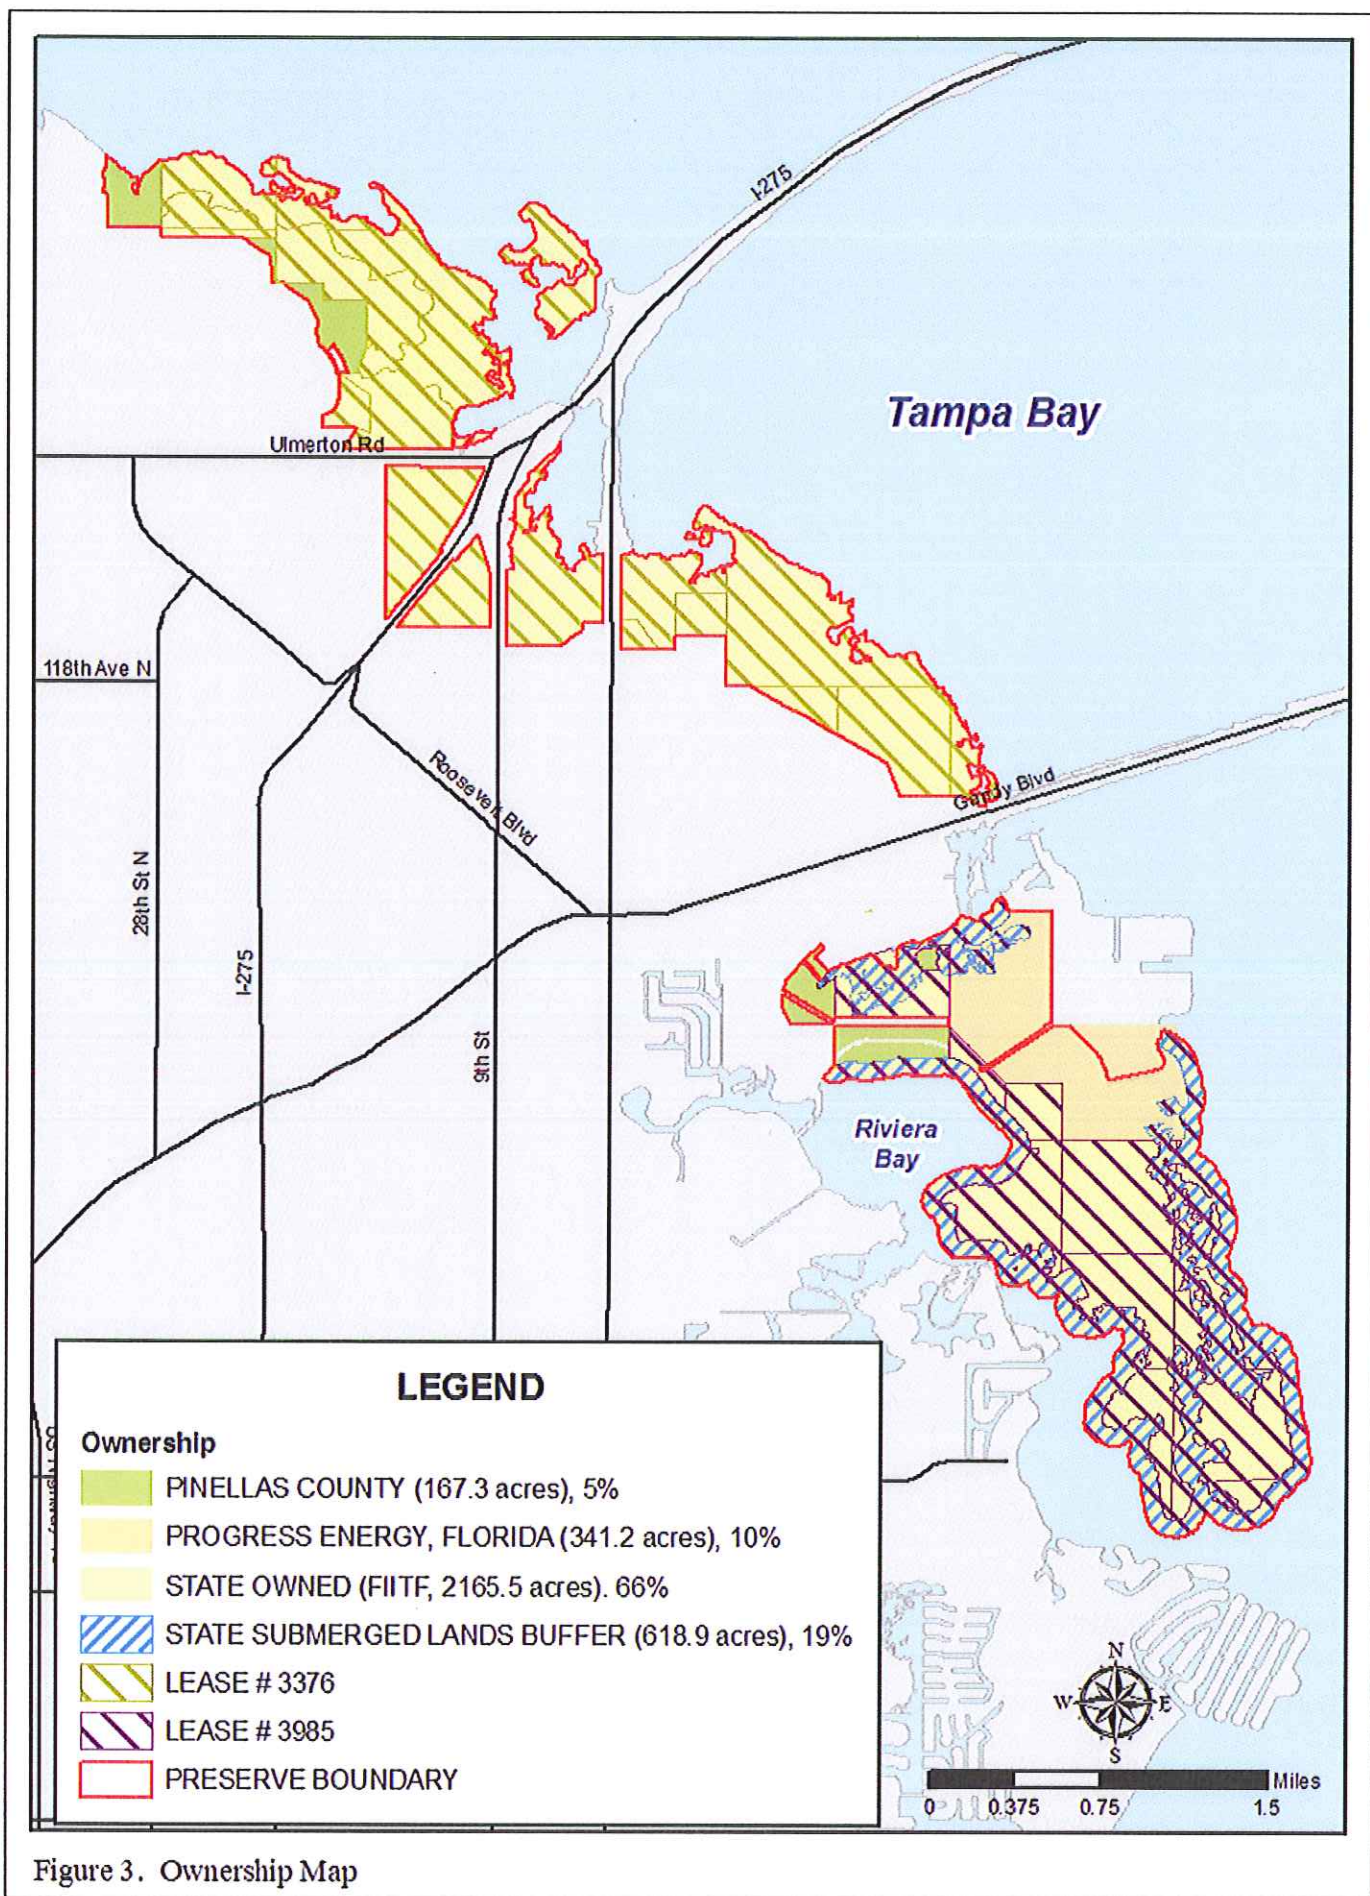 I-275
Tampa Bay
Ulmerton Rd
118th Ave N
Roosevelt Blvd
Gandy Blvd
28th St N
I-275
9th St
Riviera
Bay
LEGEND
Ownership
PINELLAS COUNTY (167.3 acres), 5%
PROGRESS ENERGY, FLORIDA (341.2 acres), 10%
STATE OWNED (FIITF, 2165.5 acres). 66%
STATE SUBMERGED LANDS BUFFER (618.9 acres), 19%
LEASE # 3376
LEASE # 3985
PRESERVE BOUNDARY
N
W E
S
Miles
0 0.375 0.75 1.5
Figure 3. Ownership Map